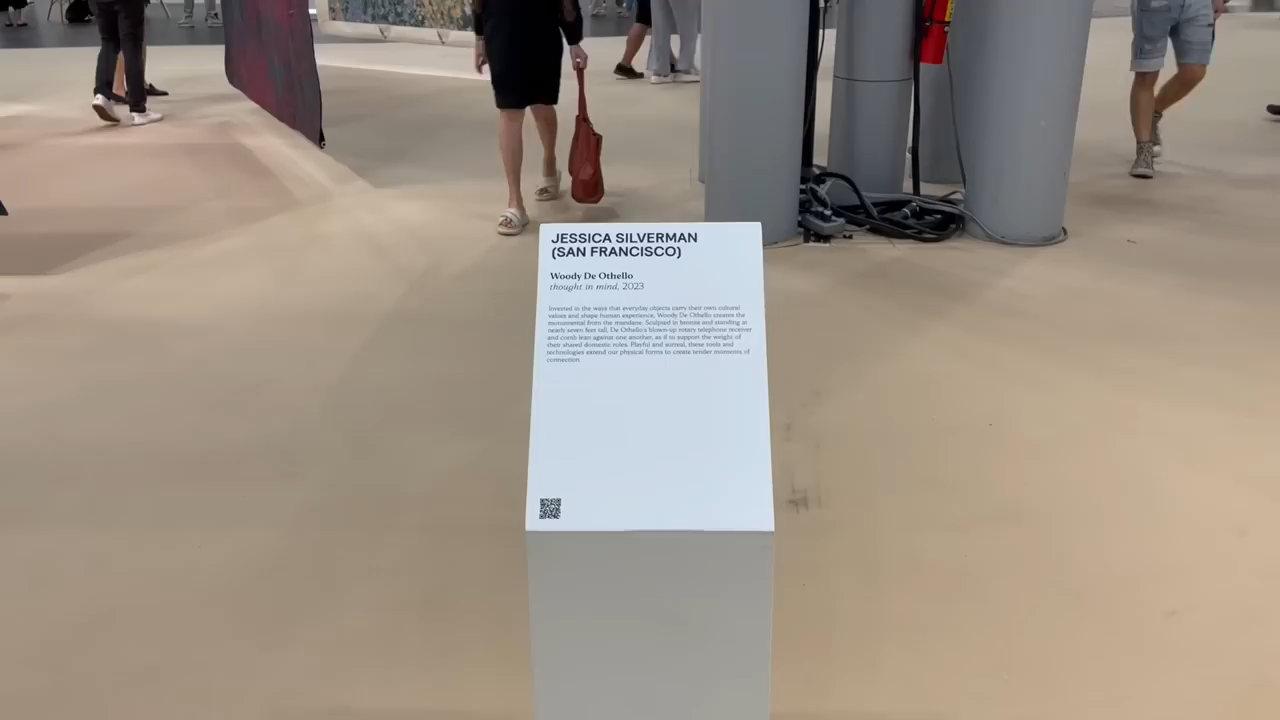 JESSICA SILVERMAN
(SAN FRANCISCO)
Woody De Othello
thought in mind, 2023
Invested in the ways that everyday objects carry their own cultural
values and shape human experience, Woody De Othello creates the
monumental from the mundane. Sculpted in bronze and standing at
nearly seven feet tall, De Othello's blown-up rotary telephone receiver
and comb lean against one another, as if to support the weight of
their shared domestic roles. Playful and surreal, these tools and
technologies extend our physical forms to create tender moments of
connection.